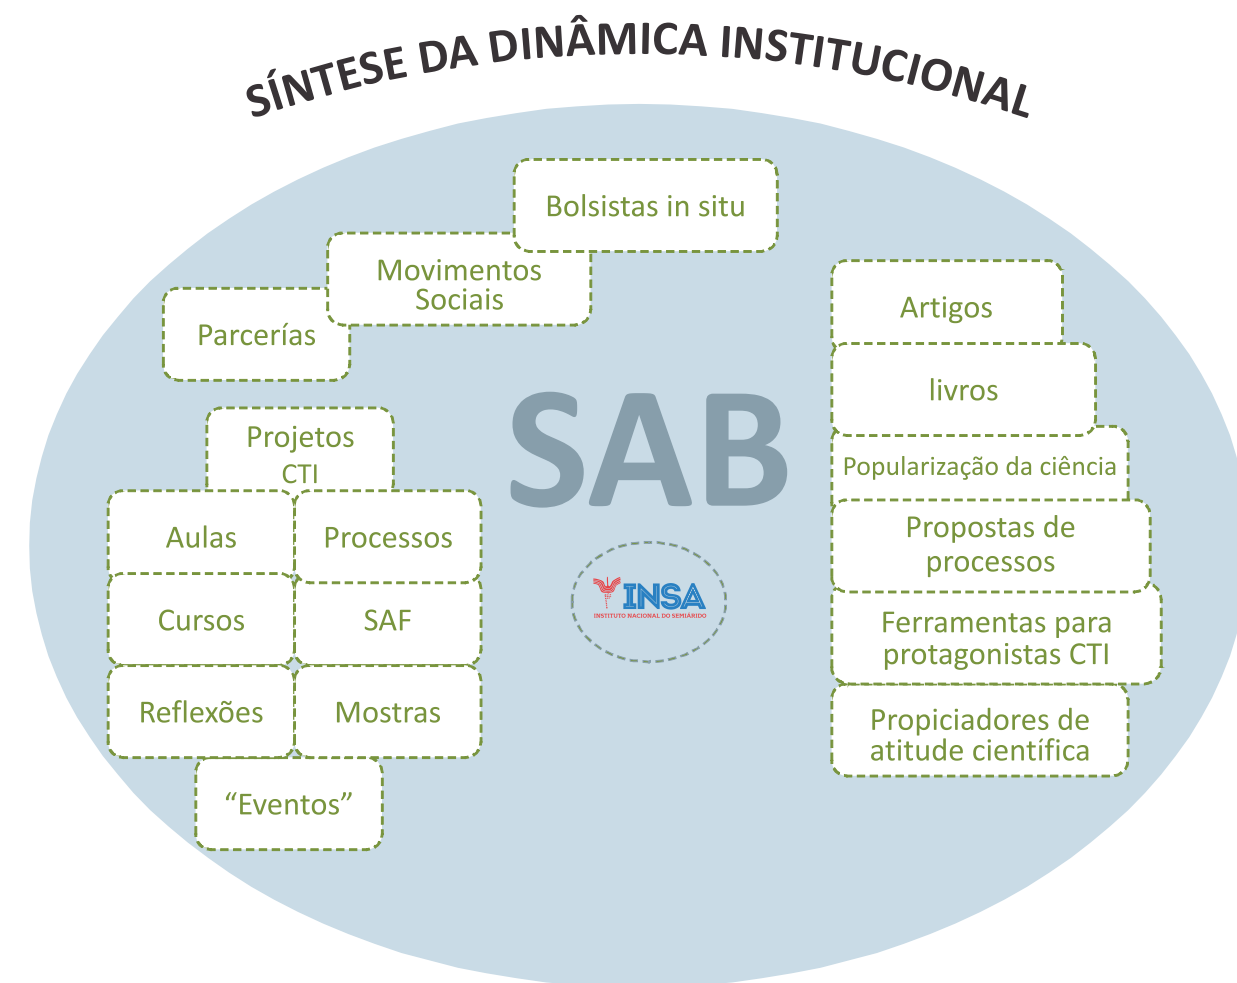 SÍNTESE DA DINÂMICA INSTITUCIONAL
Bolsistas in situ
Movimentos
Sociais
Parcerías
Projetos
CTI
Aulas
Processos
Cursos
SAF
Reflexões
Mostras
“Eventos”
SAB
INSA
INSTITUTO NACIONAL DO SEMIÁRIDO
Artigos
livros
Popularização da ciência
Propostas de
processos
Ferramentas para
protagonistas CTI
Propiciadores de
atitude científica